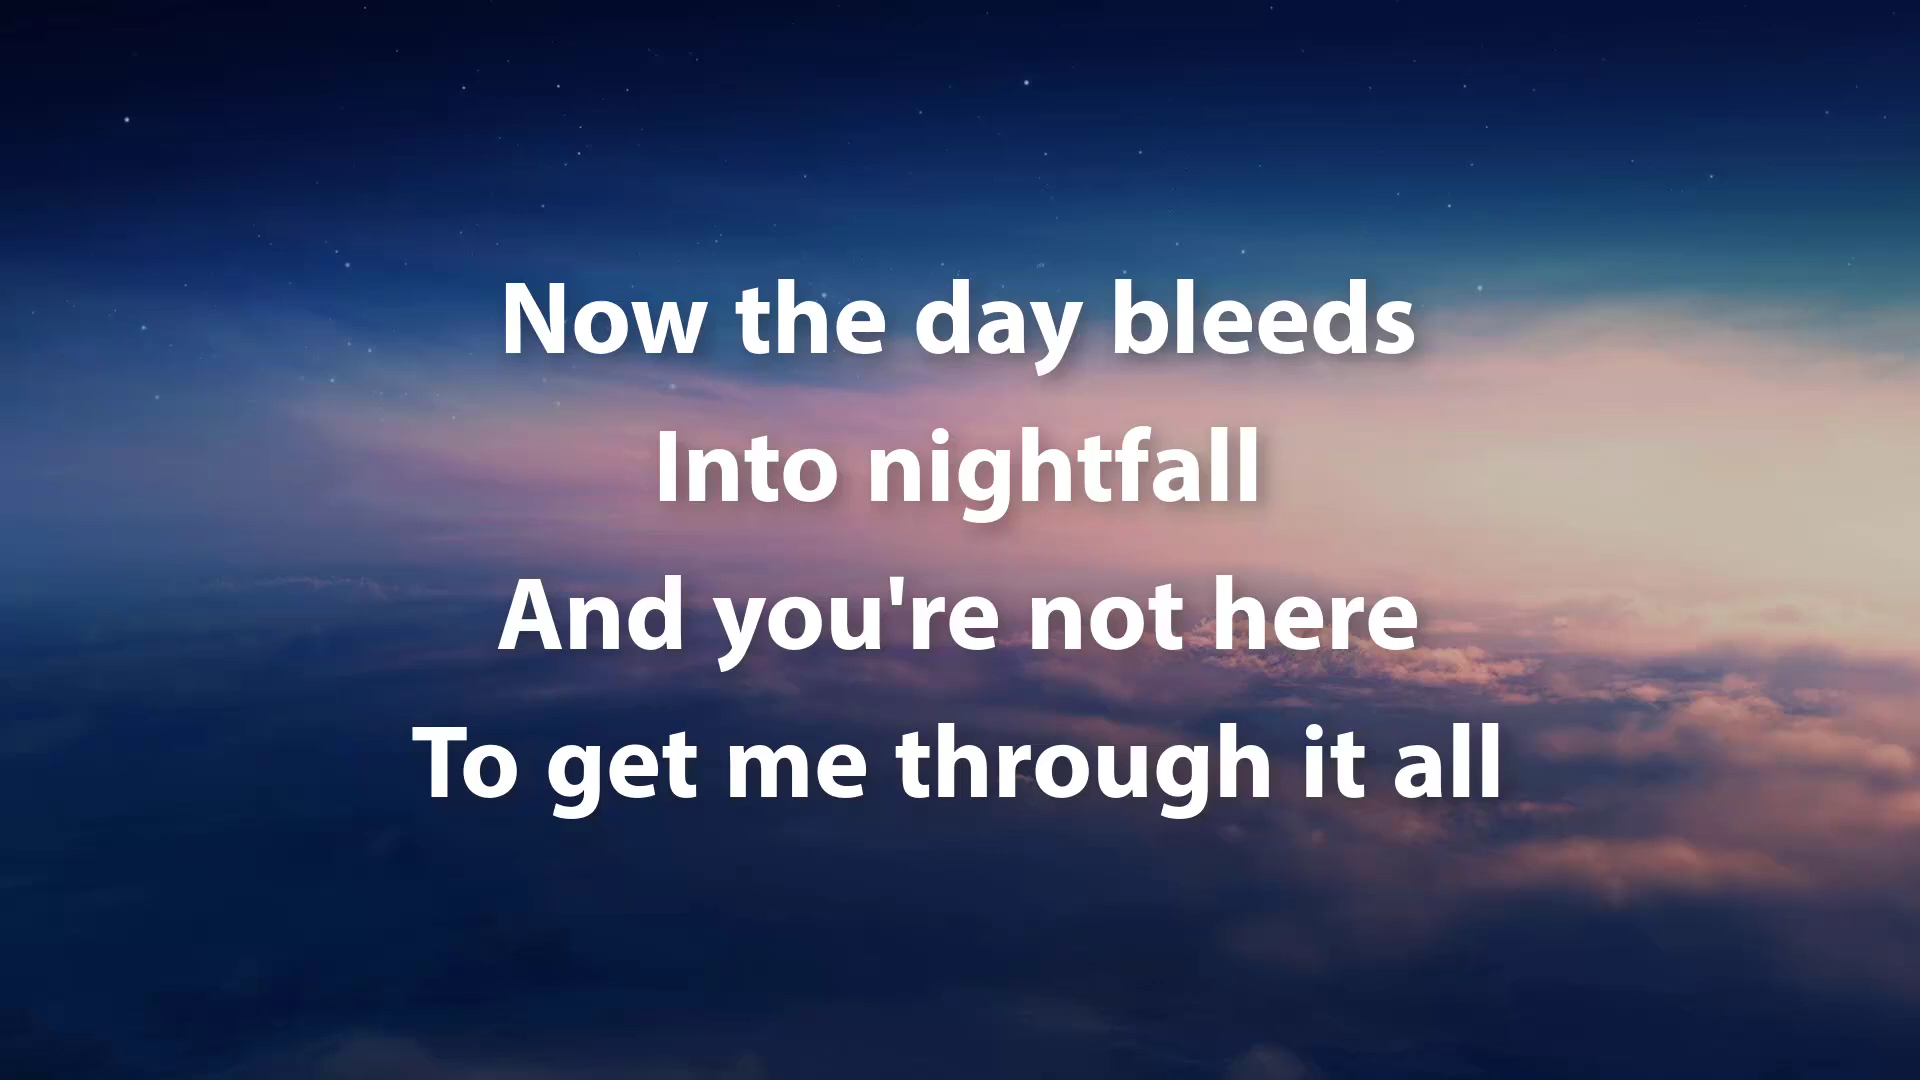 Now the day bleeds
Into nightfall
And you're not here
To get me through it all